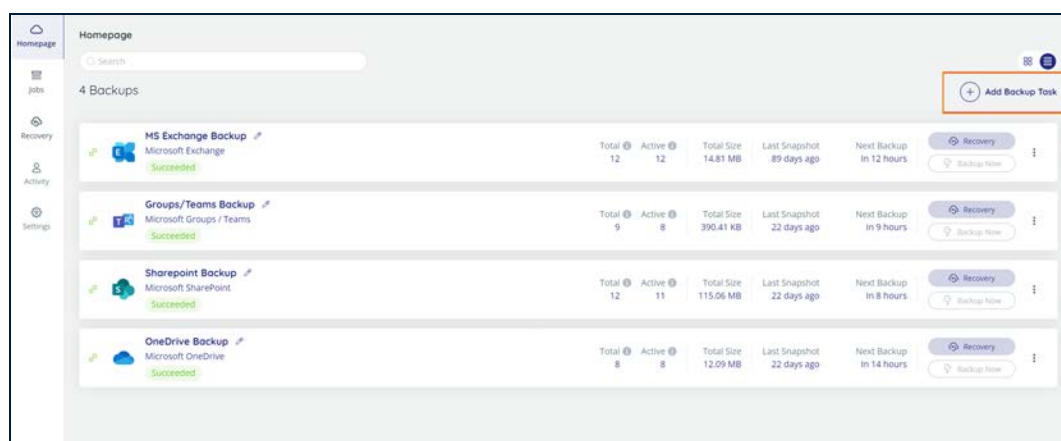 Homepage
Homepage
Search
Jobs
4 Backups
Add Backup Task
Recovery
Activity
Settings
MS Exchange Backup
Microsoft Exchange
Succeeded
Total Active Total Size Last Snapshot Next Backup
12 12 14.81 MB 89 days ago In 12 hours
Recovery
Backup Now
Groups/Teams Backup
Microsoft Groups / Teams
Succeeded
Total Active Total Size Last Snapshot Next Backup
9 8 390.41 KB 22 days ago In 9 hours
Recovery
Backup Now
Sharepoint Backup
Microsoft SharePoint
Succeeded
Total Active Total Size Last Snapshot Next Backup
12 11 115.06 MB 22 days ago In 8 hours
Recovery
Backup Now
OneDrive Backup
Microsoft OneDrive
Succeeded
Total Active Total Size Last Snapshot Next Backup
8 8 12.09 MB 22 days ago In 14 hours
Recovery
Backup Now